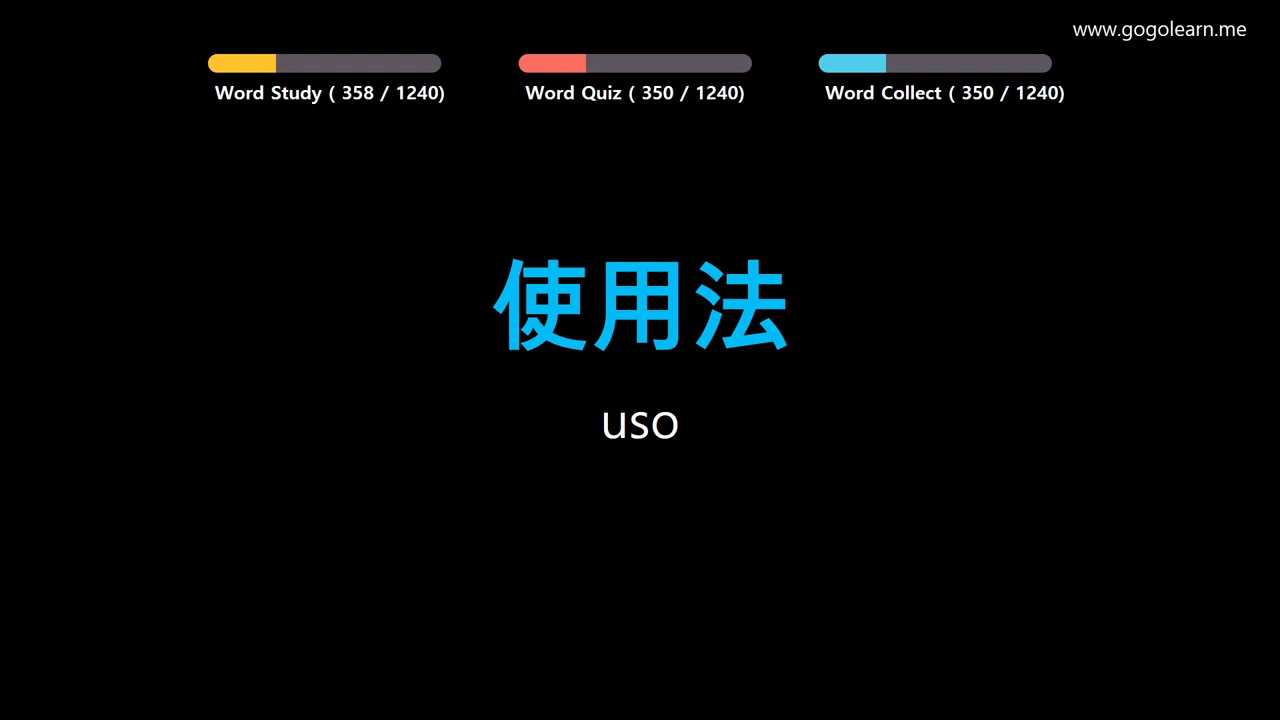 www.gogolearn.me
Word Study ( 358 / 1240)
Word Quiz ( 350 / 1240)
Word Collect ( 350 / 1240)
使用法
uso